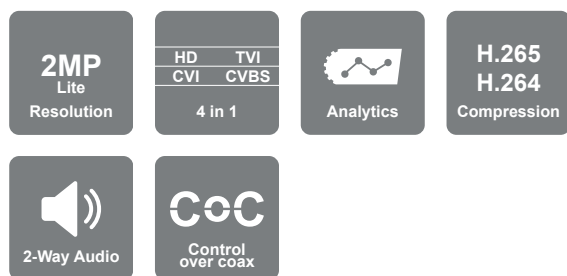 2MP
Lite
Resolution
HD TVI
CVI CVBS
4 in 1
Analytics
H.265
H.264
Compression
2-Way Audio
CoC
Control
over coax